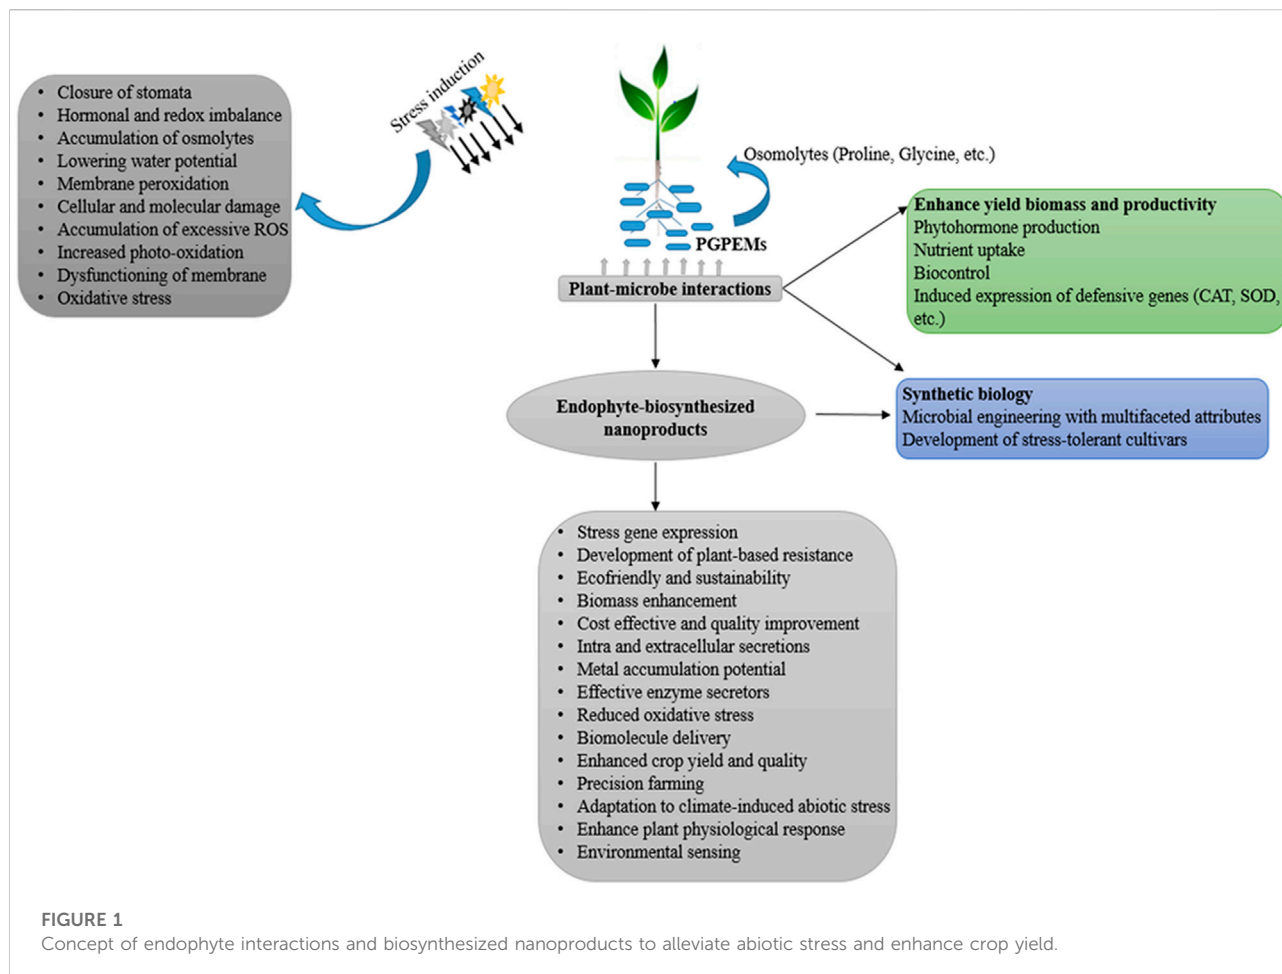 Stress induction
• Closure of stomata
• Hormonal and redox imbalance
• Accumulation of osmolytes
• Lowering water potential
• Membrane peroxidation
• Cellular and molecular damage
• Accumulation of excessive ROS
• Increased photo-oxidation
• Dysfunctioning of membrane
• Oxidative stress
Osomolytes (Proline, Glycine, etc.)
PGPEMs
Plant-microbe interactions
Enhance yield biomass and productivity
Phytohormone production
Nutrient uptake
Biocontrol
Induced expression of defensive genes (CAT, SOD,
etc.)
Synthetic biology
Microbial engineering with multifaceted attributes
Development of stress-tolerant cultivars
Endophyte-biosynthesized
nanoproducts
• Stress gene expression
• Development of plant-based resistance
• Ecofriendly and sustainability
• Biomass enhancement
• Cost effective and quality improvement
• Intra and extracellular secretions
• Metal accumulation potential
• Effective enzyme secretors
• Reduced oxidative stress
• Biomolecule delivery
• Enhanced crop yield and quality
• Precision farming
• Adaptation to climate-induced abiotic stress
• Enhance plant physiological response
• Environmental sensing
FIGURE 1
Concept of endophyte interactions and biosynthesized nanoproducts to alleviate abiotic stress and enhance crop yield.